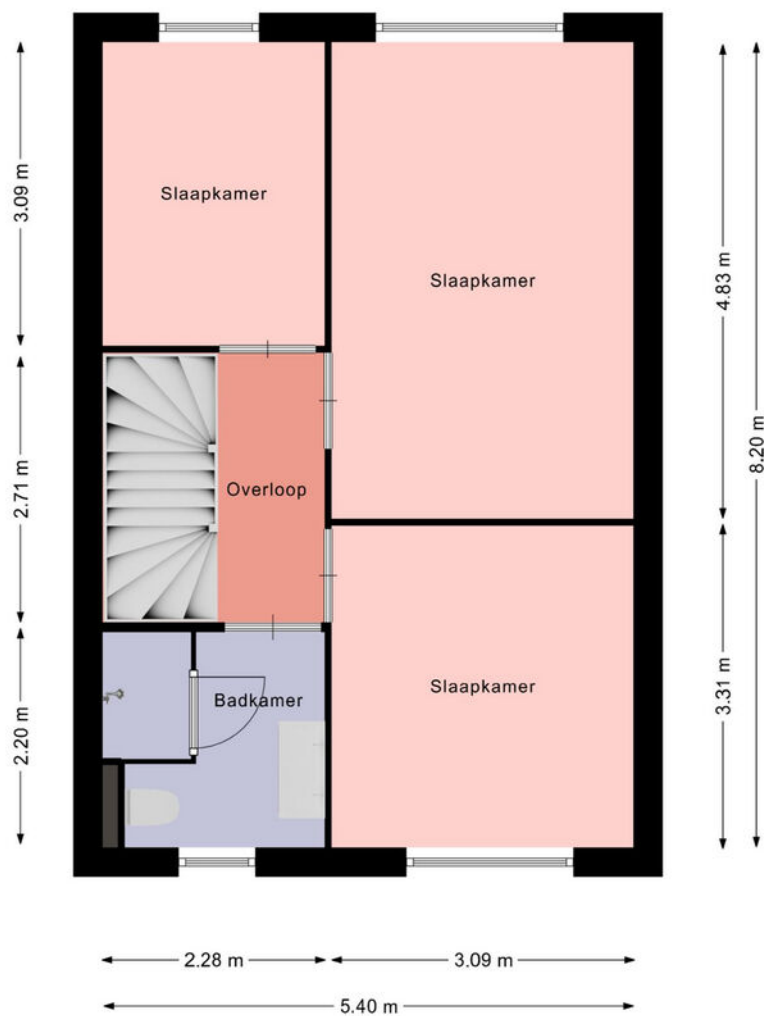 Slaapkamer
Slaapkamer
Overloop
Badkamer
Slaapkamer
3.09 m
2.71 m
2.20 m
4.83 m
3.31 m
8.20 m
2.28 m
3.09 m
5.40 m